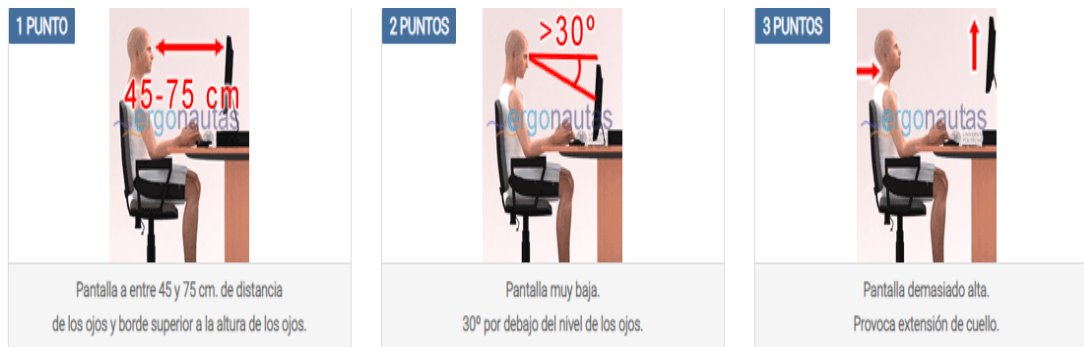 1 PUNTO
45-75 cm
ergonautas
Pantalla a entre 45 y 75 cm. de distancia
de los ojos y borde superior a la altura de los ojos.
2 PUNTOS
>30º
ergonautas
Pantalla muy baja.
30º por debajo del nivel de los ojos.
3 PUNTOS
ergonautas
Pantalla demasiado alta.
Provoca extensión de cuello.